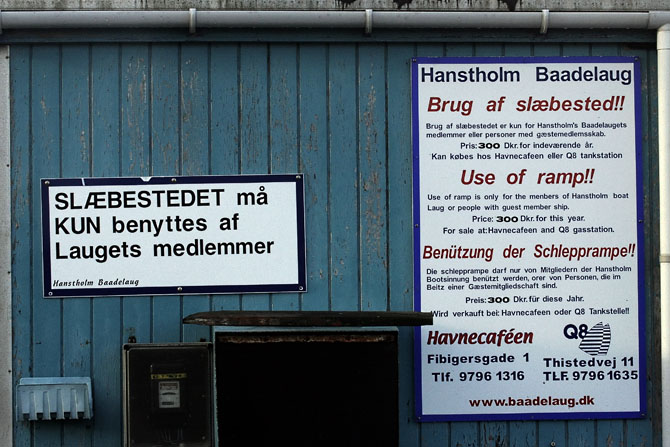 SLÆBESTEDET må
KUN benyttes af
Laugets medlemmer
Hanstholm Baadelaug
Hanstholm Baadelaug
Brug af slæbested!!
Brug af slæbestedet er kun for Hanstholm's Baadelaugets
medlemmer eller personer med gæstemedlemsskab.
Pris: 300 Dkr. for indeværende år.
Kan købes hos Havnecafeen eller Q8 tankstation
Use of ramp!!
Use of ramp is only for the menbers of Hanstholm boat
Laug or people with guest member ship.
Price: 300 Dkr. for this year.
For sale at:Havnecafeen and Q8 gasstation.
Benützung der Schlepprampe!!
Die schlepprampe darf nur von Mitgliedern der Hanstholm
Bootsinnung benützt werden, orer von Personen, die im
Beitz einer Gæstemitgliedschaft sind.
Preis: 300 Dkr. für diese Jahr.
Wird verkauft bei: Havnecafeen oder Q8 Tankstelle!!
Havnecaféen
Fibigersgade 1
Tlf. 9796 1316
Q8
Thistedvej 11
TLF. 9796 1635
www.baadelaug.dk